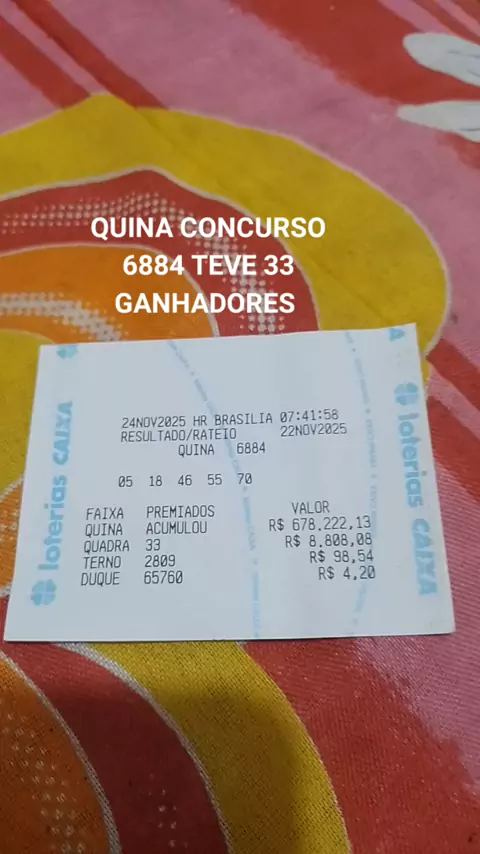 QUINA CONCURSO
6884 TEVE 33
GANHADORES
24NOV2025 HR BRASILIA 07:41:58
RESULTADO/RATEIO 22NOV2025
QUINA 6884
05 18 46 55 70
FAIXA PREMIADOS VALOR
QUINA ACUMULOU R$ 678.222,13
QUADRA 33 R$ 8.808,08
TERNO 2809 R$ 98,54
DUQUE 65760 R$ 4,20
loterias CAIXA
loterias CAIXA
A